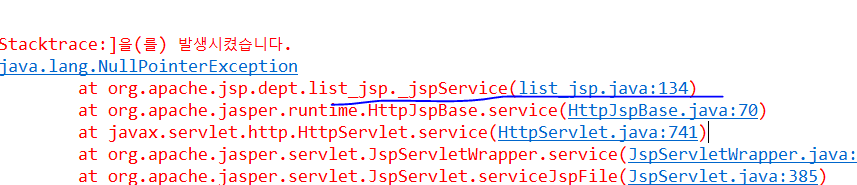 Stacktrace:]을(를) 발생시켰습니다.
java.lang.NullPointerException
at org.apache.jsp.dept.list_jsp._jspService(list_jsp.java:134)
at org.apache.jasper.runtime.HttpJspBase.service(HttpJspBase.java:70)
at javax.servlet.http.HttpServlet.service(HttpServlet.java:741)
at org.apache.jasper.servlet.JspServletWrapper.service(JspServletWrapper.java:
at org.apache.jasper.servlet.JspServlet.serviceJspFile(JspServlet.java:385)